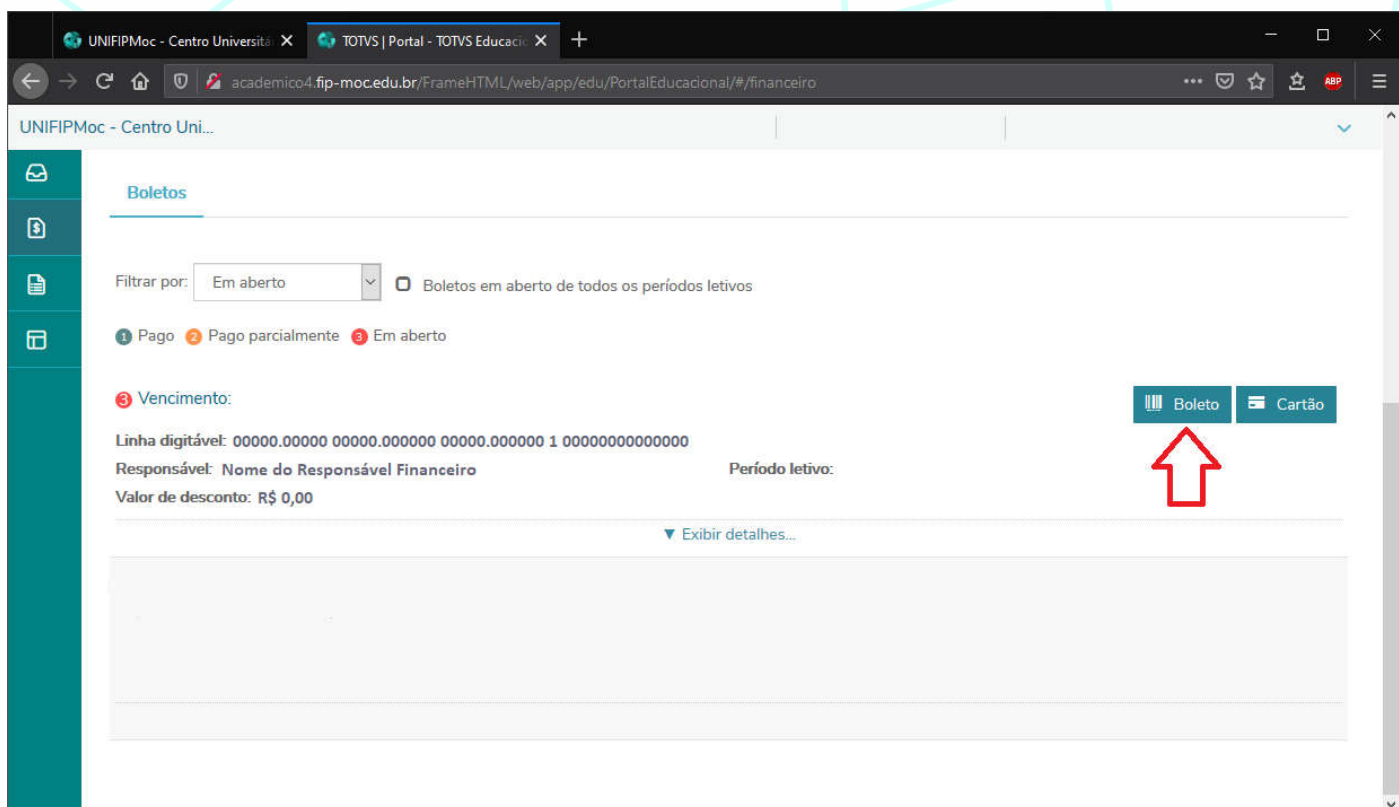 UNIFIPMoc - Centro Universitá
TOTVS | Portal - TOTVS Educaci
academico4.fip-moc.edu.br/FrameHTML/web/app/edu/PortalEducacional/#/financeiro
ABP
UNIFIPMoc - Centro Uni...
Boletos
Filtrar por: Em aberto Boletos em aberto de todos os períodos letivos
1 Pago 2 Pago parcialmente 3 Em aberto
3 Vencimento: Boleto Cartão
Linha digitável: 00000.00000 00000.000000 00000.000000 1 00000000000000
Responsável: Nome do Responsável Financeiro Período letivo:
Valor de desconto: R$ 0,00
▼ Exibir detalhes...